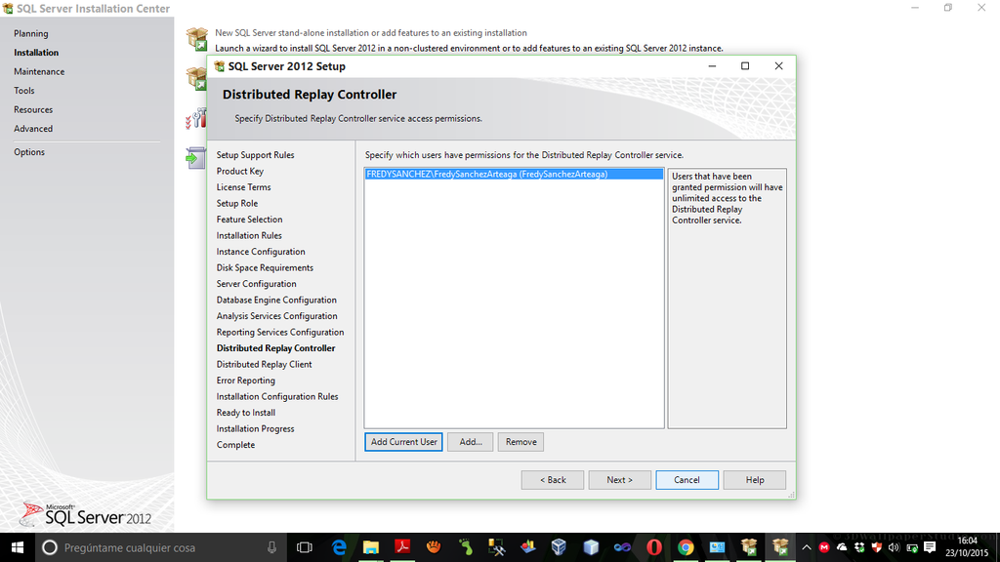 SQL Server Installation Center
Planning
Installation
Maintenance
Tools
Resources
Advanced
Options
New SQL Server stand-alone installation or add features to an existing installation
Launch a wizard to install SQL Server 2012 in a non-clustered environment or to add features to an existing SQL Server 2012 instance.
SQL Server 2012 Setup
Distributed Replay Controller
Specify Distributed Replay Controller service access permissions.
Setup Support Rules
Product Key
License Terms
Setup Role
Feature Selection
Installation Rules
Instance Configuration
Disk Space Requirements
Server Configuration
Database Engine Configuration
Analysis Services Configuration
Reporting Services Configuration
Distributed Replay Controller
Distributed Replay Client
Error Reporting
Installation Configuration Rules
Ready to Install
Installation Progress
Complete
Specify which users have permissions for the Distributed Replay Controller service.
FREDYSANCHEZ\FredySanchezArteaga (FredySanchezArteaga)
Users that have been
granted permission will have
unlimited access to the
Distributed Replay
Controller service.
Add Current User
Add...
Remove
< Back
Next >
Cancel
Help
Microsoft
SQL Server 2012
Pregúntame cualquier cosa
16:04
23/10/2015